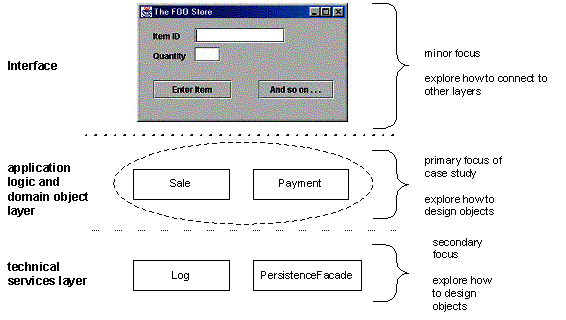 The FOO Store
Item ID
Quantity
Enter Item
And so on . . .
Interface
minor focus
explore how to connect to
other layers
application
logic and
domain object
layer
Sale
Payment
primary focus of
case study
explore how to
design objects
technical
services layer
Log
PersistenceFacade
secondary
focus
explore how
to design
objects